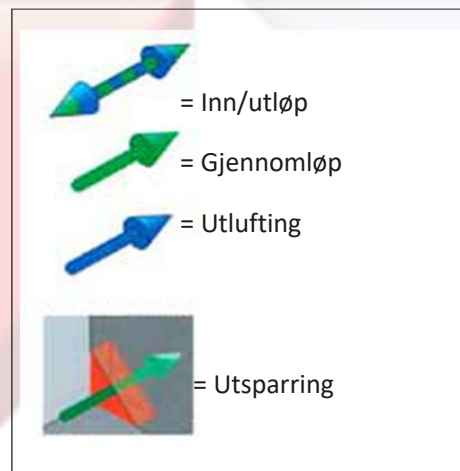 = Inn/utløp
= Gjennomløp
= Utlufting
= Utsparring